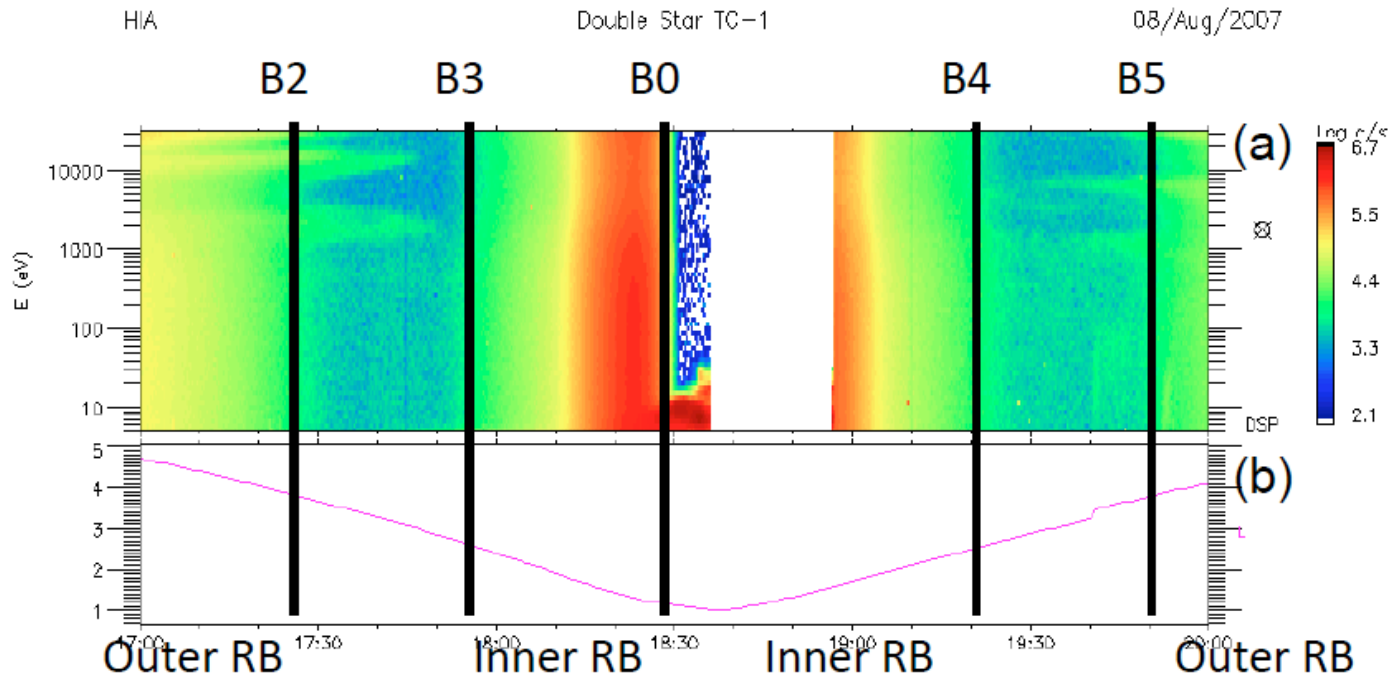 HIA Double Star TC-1 08/Aug/2007
B2 B3 B0 B4 B5
(a)
Log c/s
6.7
5.5
4.4
3.3
2.1
10000
1000
100
10
E (eV)
DSP
(b)
5
4
3
2
1
L
17:00 17:30 18:00 18:30 19:00 19:30 20:00
Outer RB Inner RB Inner RB Outer RB